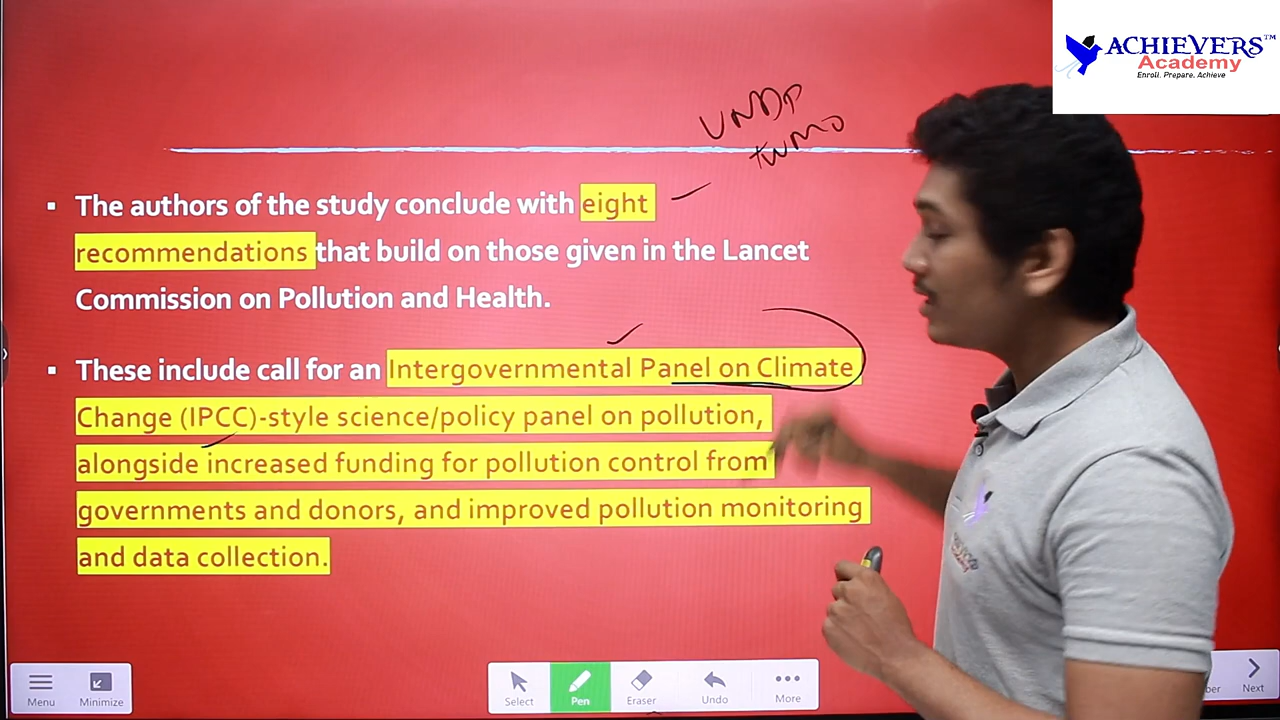 ACHIEVERS™
Academy
Enroll. Prepare. Achieve
UNDP
+WMO
▪ The authors of the study conclude with eight
recommendations that build on those given in the Lancet
Commission on Pollution and Health.
▪ These include call for an Intergovernmental Panel on Climate
Change (IPCC)-style science/policy panel on pollution,
alongside increased funding for pollution control from
governments and donors, and improved pollution monitoring
and data collection.
Menu
Minimize
Select
Pen
Eraser
Undo
More
Next